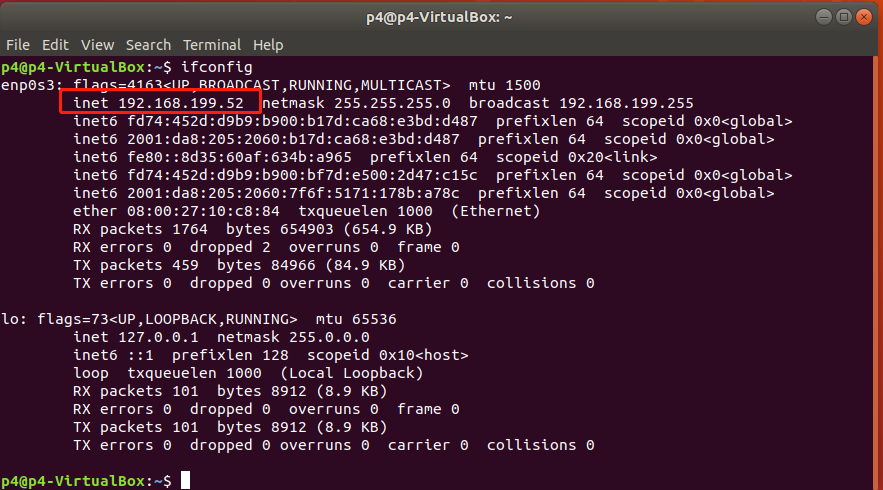 p4@p4-VirtualBox: ~
File Edit View Search Terminal Help
p4@p4-VirtualBox:~$ ifconfig
enp0s3: flags=4163<UP,BROADCAST,RUNNING,MULTICAST>  mtu 1500
        inet 192.168.199.52  netmask 255.255.255.0  broadcast 192.168.199.255
        inet6 fd74:452d:d9b9:b900:b17d:ca68:e3bd:d487  prefixlen 64  scopeid 0x0<global>
        inet6 2001:da8:205:2060:b17d:ca68:e3bd:d487  prefixlen 64  scopeid 0x0<global>
        inet6 fe80::8d35:60af:634b:a965  prefixlen 64  scopeid 0x20<link>
        inet6 fd74:452d:d9b9:b900:bf7d:e500:2d47:c15c  prefixlen 64  scopeid 0x0<global>
        inet6 2001:da8:205:2060:7f6f:5171:178b:a78c  prefixlen 64  scopeid 0x0<global>
        ether 08:00:27:10:c8:84  txqueuelen 1000  (Ethernet)
        RX packets 1764  bytes 654903 (654.9 KB)
        RX errors 0  dropped 2  overruns 0  frame 0
        TX packets 459  bytes 84966 (84.9 KB)
        TX errors 0  dropped 0 overruns 0  carrier 0  collisions 0
lo: flags=73<UP,LOOPBACK,RUNNING>  mtu 65536
        inet 127.0.0.1  netmask 255.0.0.0
        inet6 ::1  prefixlen 128  scopeid 0x10<host>
        loop  txqueuelen 1000  (Local Loopback)
        RX packets 101  bytes 8912 (8.9 KB)
        RX errors 0  dropped 0  overruns 0  frame 0
        TX packets 101  bytes 8912 (8.9 KB)
        TX errors 0  dropped 0 overruns 0  carrier 0  collisions 0
p4@p4-VirtualBox:~$